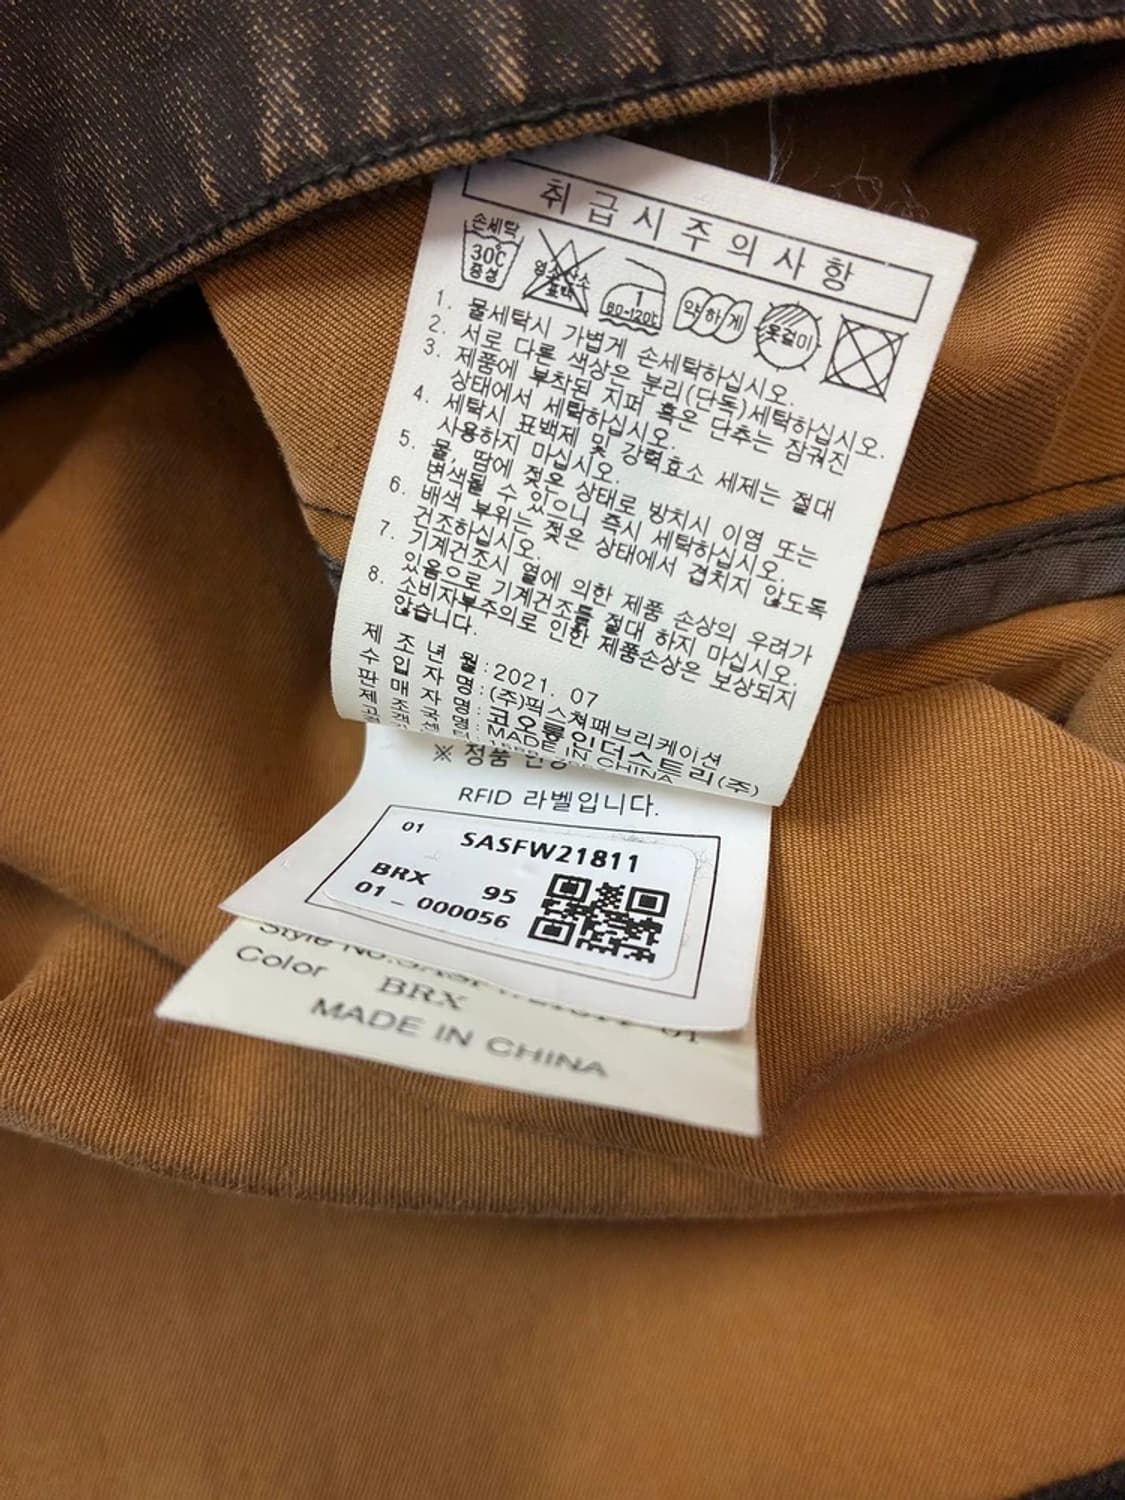 취급시주의사항
손세탁
30℃
중성
염소산소
표백
1
80-120℃
약하게
옷걸이
1. 물세탁시 가볍게 손세탁하십시오.
2. 서로 다른 색상은 분리(단독)세탁하십시오.
3. 제품에 부착된 지퍼 혹은 단추는 잠궈진
상태에서 세탁하십시오.
4. 세탁시 표백제 및 강력효소 세제는 절대
사용하지 마십시오.
5. 물, 땀에 젖은 상태로 방치시 이염 또는
변색될 수 있으니 즉시 세탁하십시오.
6. 배색 부위는 젖은 상태에서 겹치지 않도록
건조하십시오.
7. 기계건조시 열에 의한 제품 손상의 우려가
있음으로 기계건조를 절대 하지 마십시오.
8. 소비자부주의로 인한 제품손상은 보상되지
않습니다.
제조년월:2021. 07
수입자명:(주)픽스쳐패브리케이션
판매자명:코오롱인더스트리(주)
제조국명:MADE IN CHINA
※ 정품
RFID 라벨입니다.
01 SASFW21811
BRX 95
01 - 000056
Style No.:
Color BRX
MADE IN CHINA